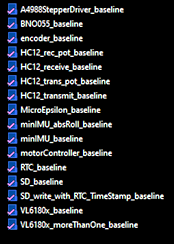 A4988StepperDriver_baseline
BNO055_baseline
encoder_baseline
HC12_rec_pot_baseline
HC12_receive_baseline
HC12_trans_pot_baseline
HC12_transmit_baseline
MicroEpsilon_baseline
minIMU_absRoll_baseline
minIMU_baseline
motorController_baseline
RTC_baseline
SD_baseline
SD_write_with_RTC_TimeStamp_baseline
VL6180x_baseline
VL6180x_moreThanOne_baseline